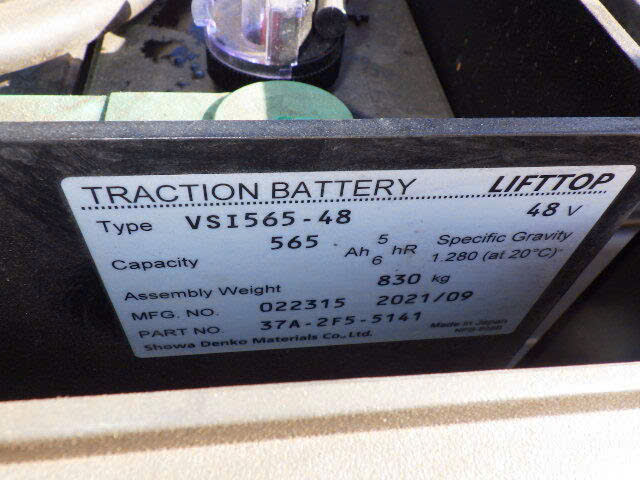 TRACTION BATTERY LIFTTOP
Type VSI565-48 48 V
Capacity 565 Ah 5 hR Specific Gravity
6 1.280 (at 20°C)
Assembly Weight 830 kg
MFG. NO. 022315 2021/09
PART NO. 37A-2F5-5141 Made in Japan
Showa Denko Materials Co., Ltd.